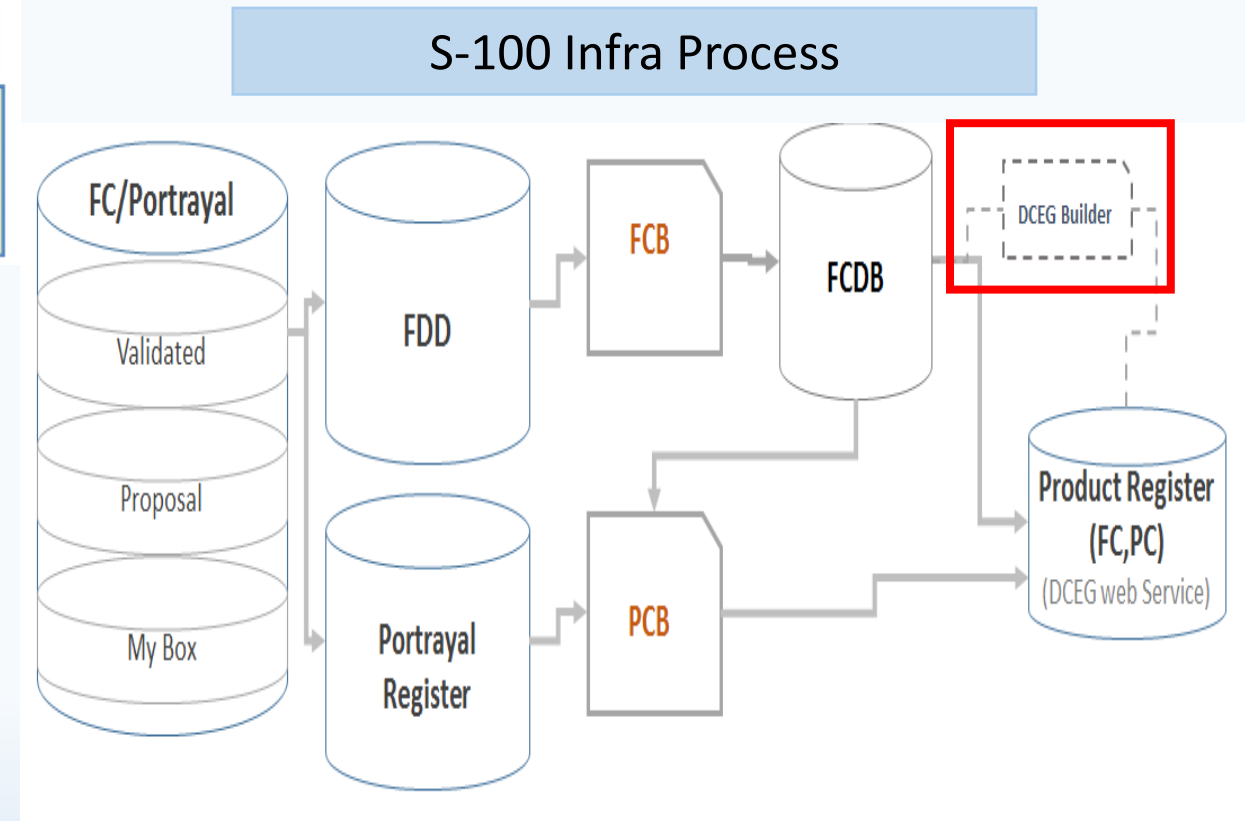 S-100 Infra Process
FC/Portrayal
Validated
Proposal
My Box
FDD
Portrayal
Register
FCB
PCB
FCDB
DCEG Builder
Product Register
(FC,PC)
(DCEG web Service)